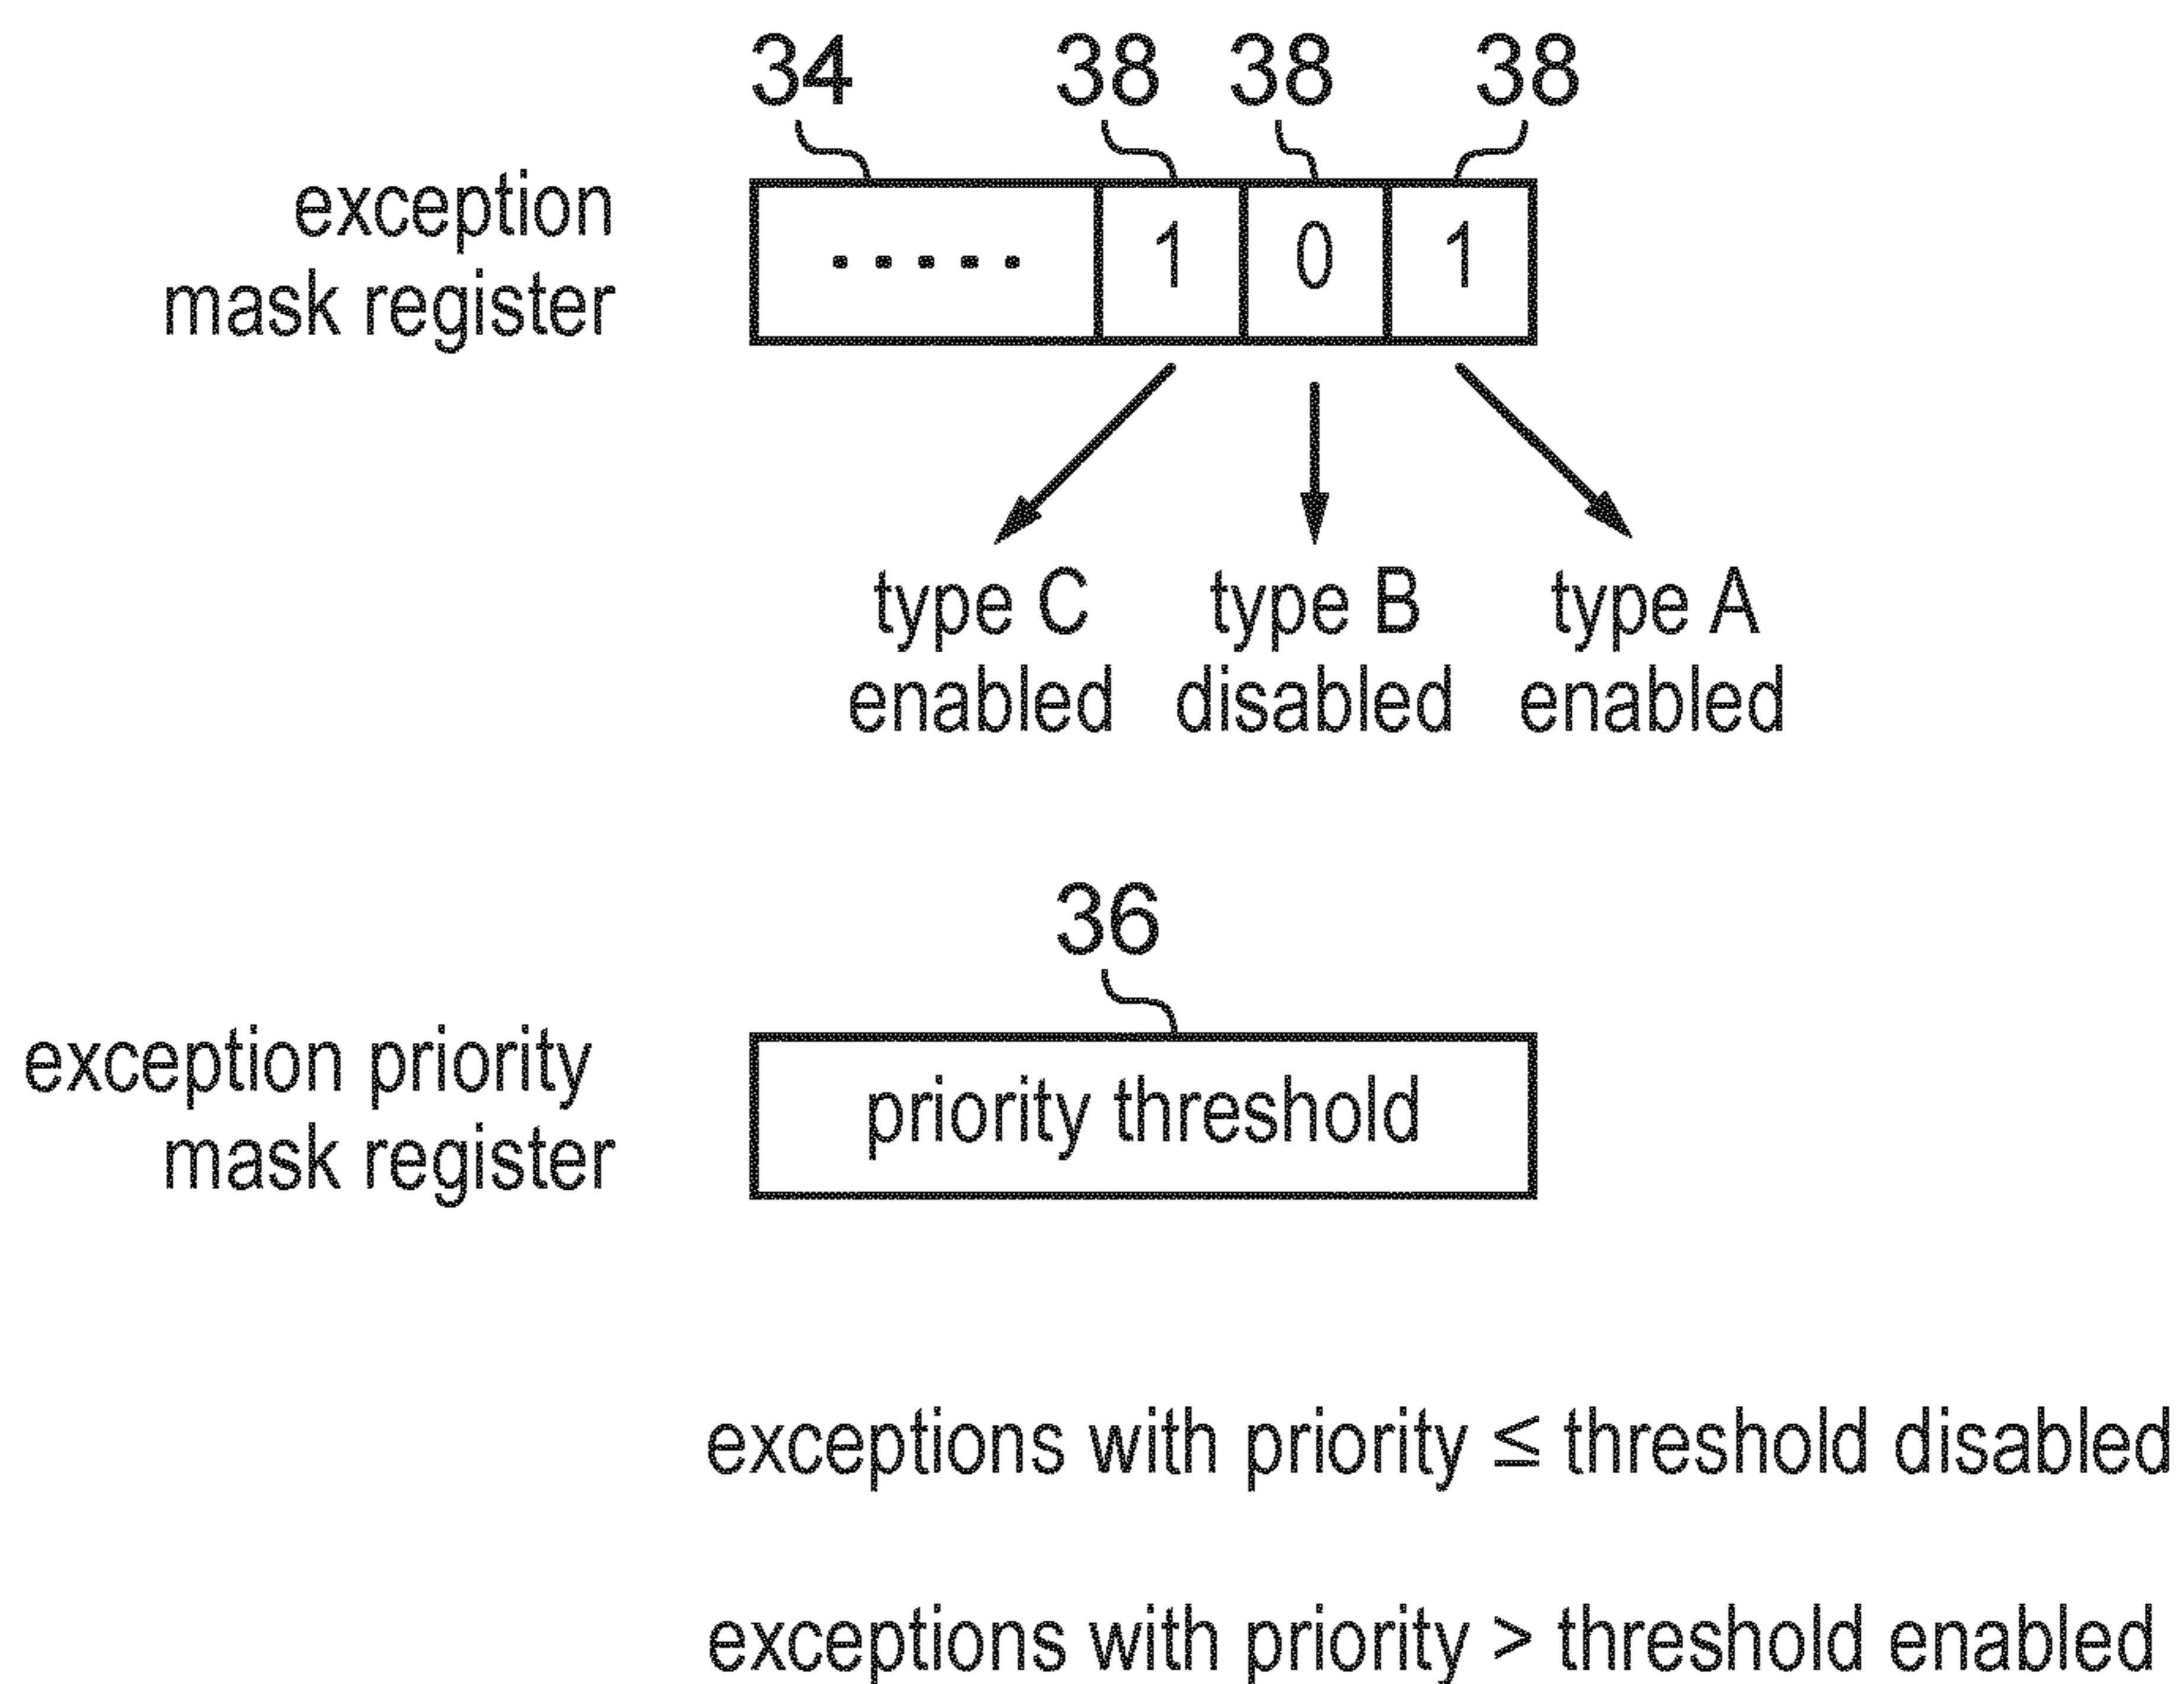 34 38 38 38
exception
mask register
..... 1 0 1
type C type B type A
enabled disabled enabled
36
exception priority
mask register
priority threshold
exceptions with priority ≤ threshold disabled
exceptions with priority > threshold enabled